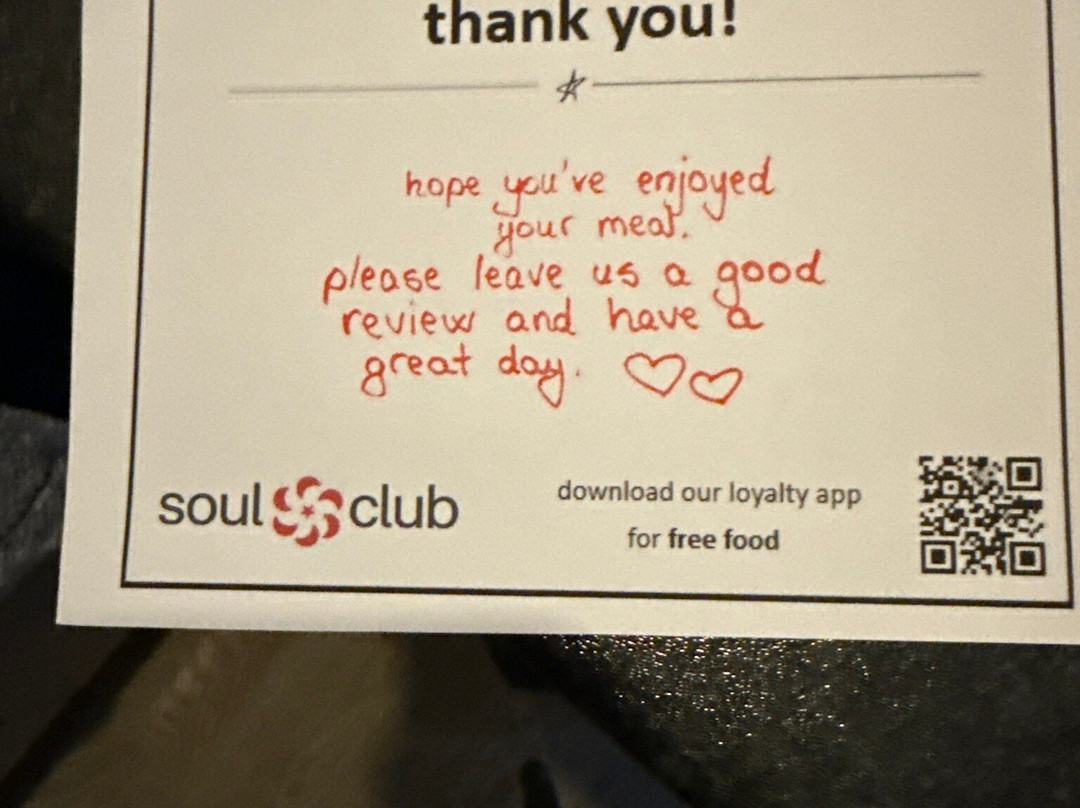 thank you!
hope you've enjoyed
your meal.
please leave us a good
review and have a
great day.
soul club
download our loyalty app
for free food